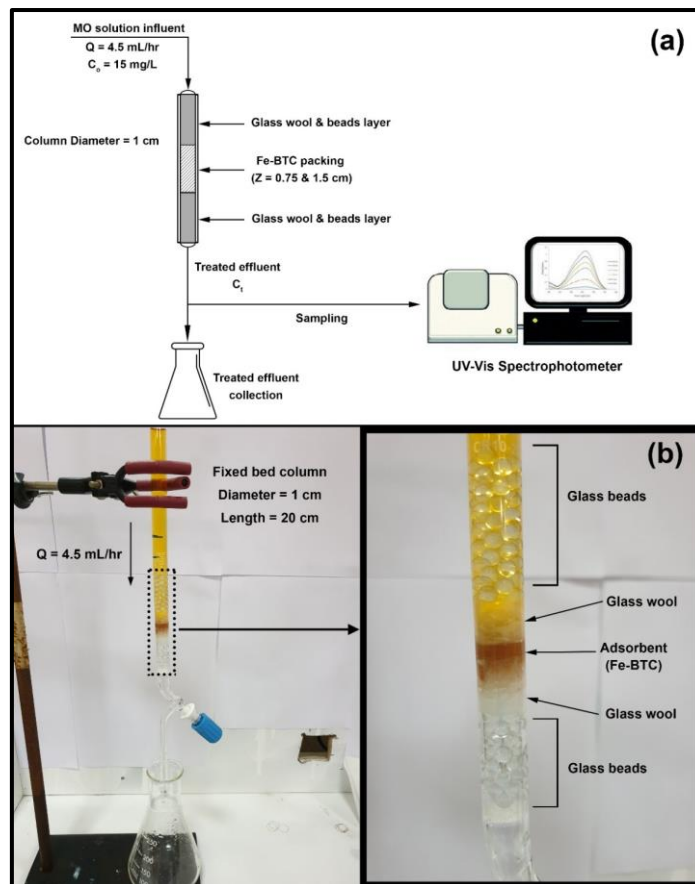 MO solution influent
Q = 4.5 mL/hr
Cₒ = 15 mg/L
(a)
Glass wool & beads layer
Column Diameter = 1 cm
Fe-BTC packing
(Z = 0.75 & 1.5 cm)
Glass wool & beads layer
Treated effluent
Cₜ
Sampling
UV-Vis Spectrophotometer
Treated effluent
collection
(b)
Fixed bed column
Diameter = 1 cm
Length = 20 cm
Q = 4.5 mL/hr
Glass beads
Glass wool
Adsorbent
(Fe-BTC)
Glass wool
Glass beads